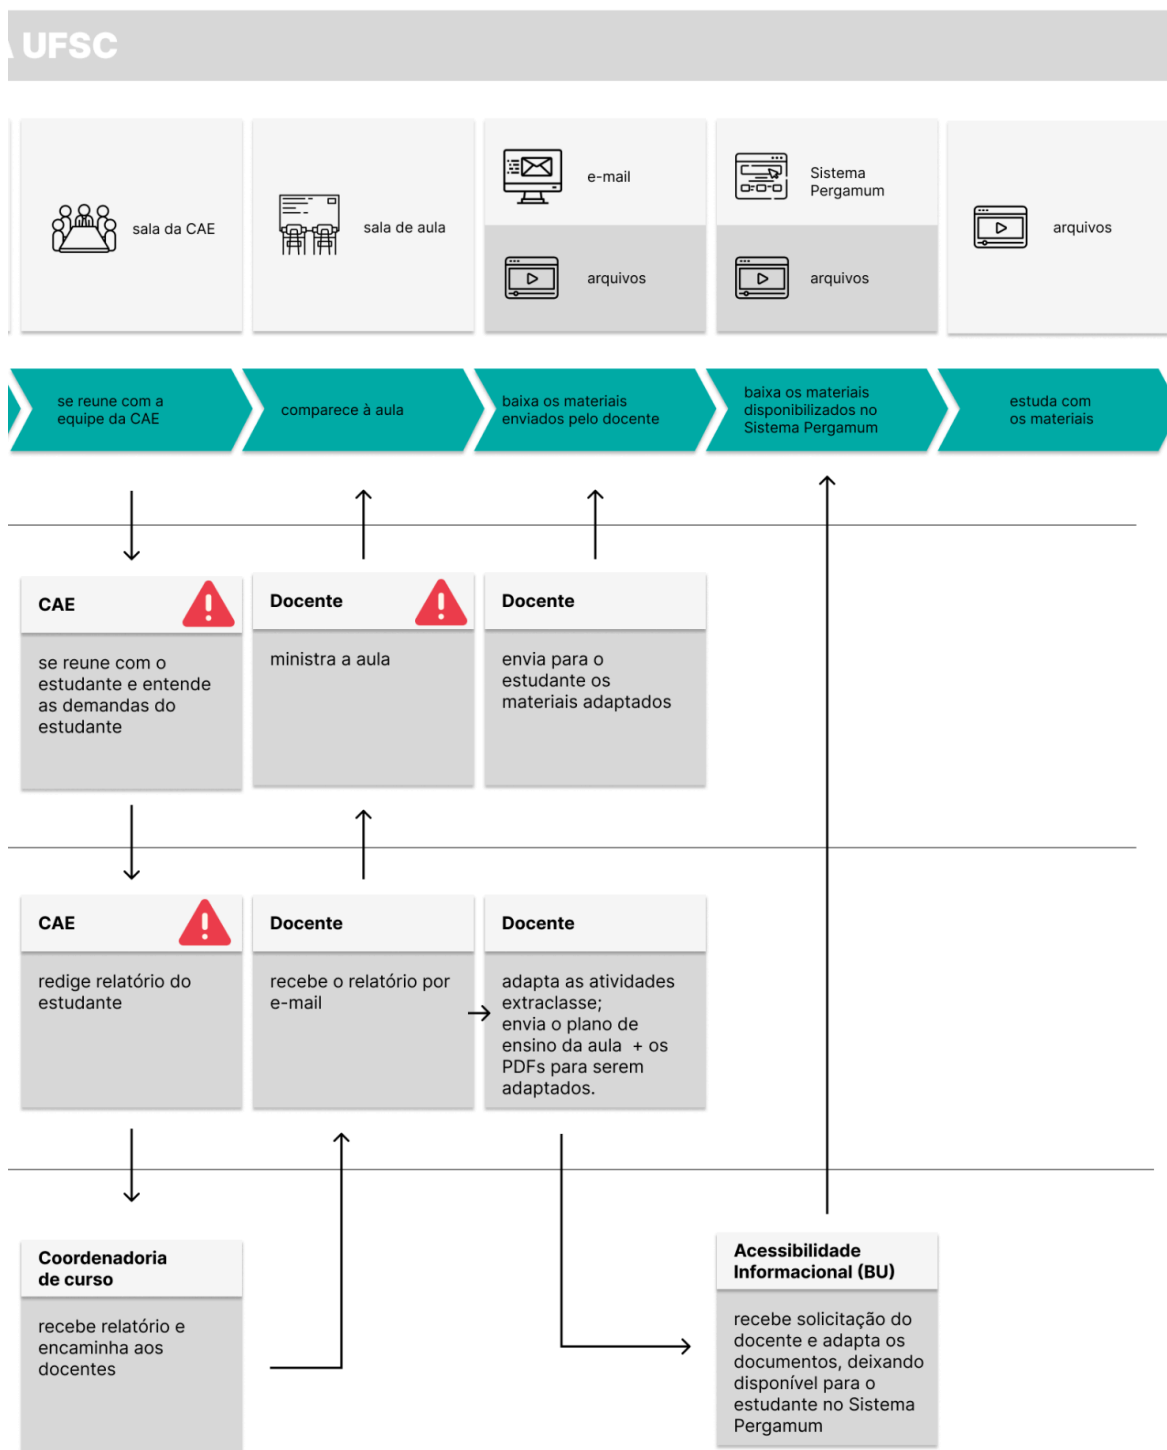 UFSC
sala da CAE
sala de aula
e-mail
arquivos
Sistema
Pergamum
arquivos
arquivos
se reune com a
equipe da CAE
comparece à aula
baixa os materiais
enviados pelo docente
baixa os materiais
disponibilizados no
Sistema Pergamum
estuda com
os materiais
CAE
se reune com o
estudante e entende
as demandas do
estudante
Docente
ministra a aula
Docente
envia para o
estudante os
materiais adaptados
CAE
redige relatório do
estudante
Docente
recebe o relatório por
e-mail
Docente
adapta as atividades
extraclasse;
envia o plano de
ensino da aula + os
PDFs para serem
adaptados.
Coordenadoria
de curso
recebe relatório e
encaminha aos
docentes
Acessibilidade
Informacional (BU)
recebe solicitação do
docente e adapta os
documentos, deixando
disponível para o
estudante no Sistema
Pergamum